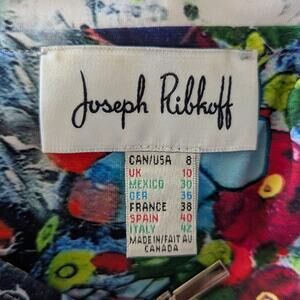 Joseph Ribkoff
CAN/USA 8
UK 10
MEXICO 30
GER 36
FRANCE 38
SPAIN 40
ITALY 42
MADE IN/FAIT AU
CANADA